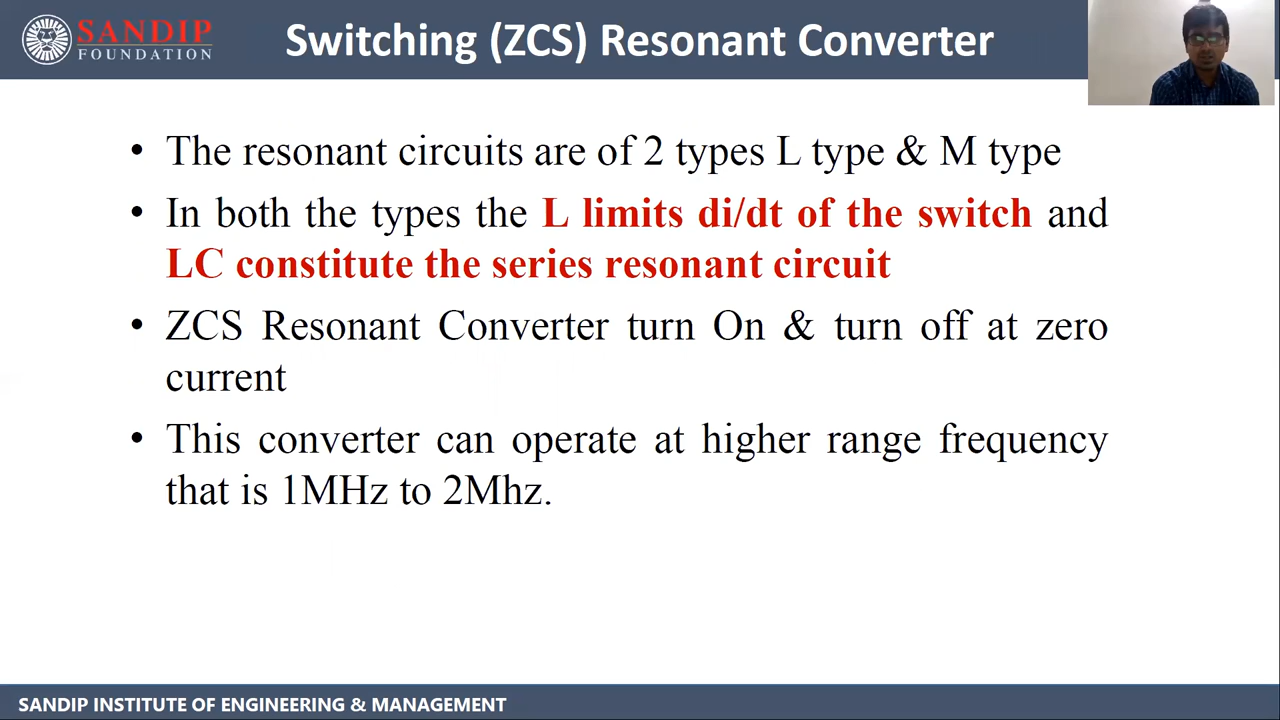 SANDIP
FOUNDATION
Switching (ZCS) Resonant Converter
• The resonant circuits are of 2 types L type & M type
• In both the types the L limits di/dt of the switch and
LC constitute the series resonant circuit
• ZCS Resonant Converter turn On & turn off at zero
current
• This converter can operate at higher range frequency
that is 1MHz to 2Mhz.
SANDIP INSTITUTE OF ENGINEERING & MANAGEMENT